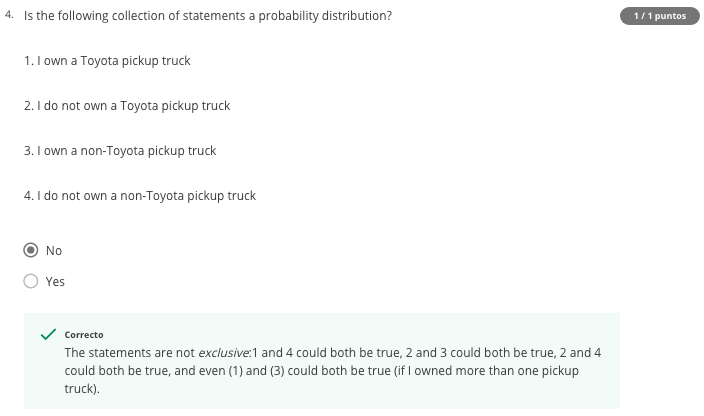 4. Is the following collection of statements a probability distribution?
1 / 1 puntos
1. I own a Toyota pickup truck
2. I do not own a Toyota pickup truck
3. I own a non-Toyota pickup truck
4. I do not own a non-Toyota pickup truck
No
Yes
Correcto
The statements are not exclusive:1 and 4 could both be true, 2 and 3 could both be true, 2 and 4
could both be true, and even (1) and (3) could both be true (if I owned more than one pickup
truck).